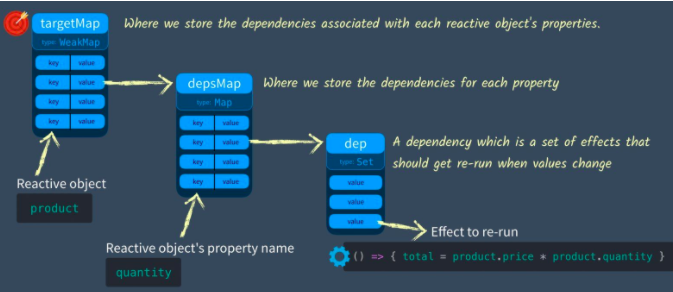 targetMap
Where we store the dependencies associated with each reactive object's properties.
type: WeakMap
key value
key value
key value
key value
depsMap
Where we store the dependencies for each property
type: Map
key value
key value
key value
key value
dep
A dependency which is a set of effects that
should get re-run when values change
type: Set
value
value
value
Reactive object
product
Reactive object's property name
quantity
Effect to re-run
() => { total = product.price * product.quantity }